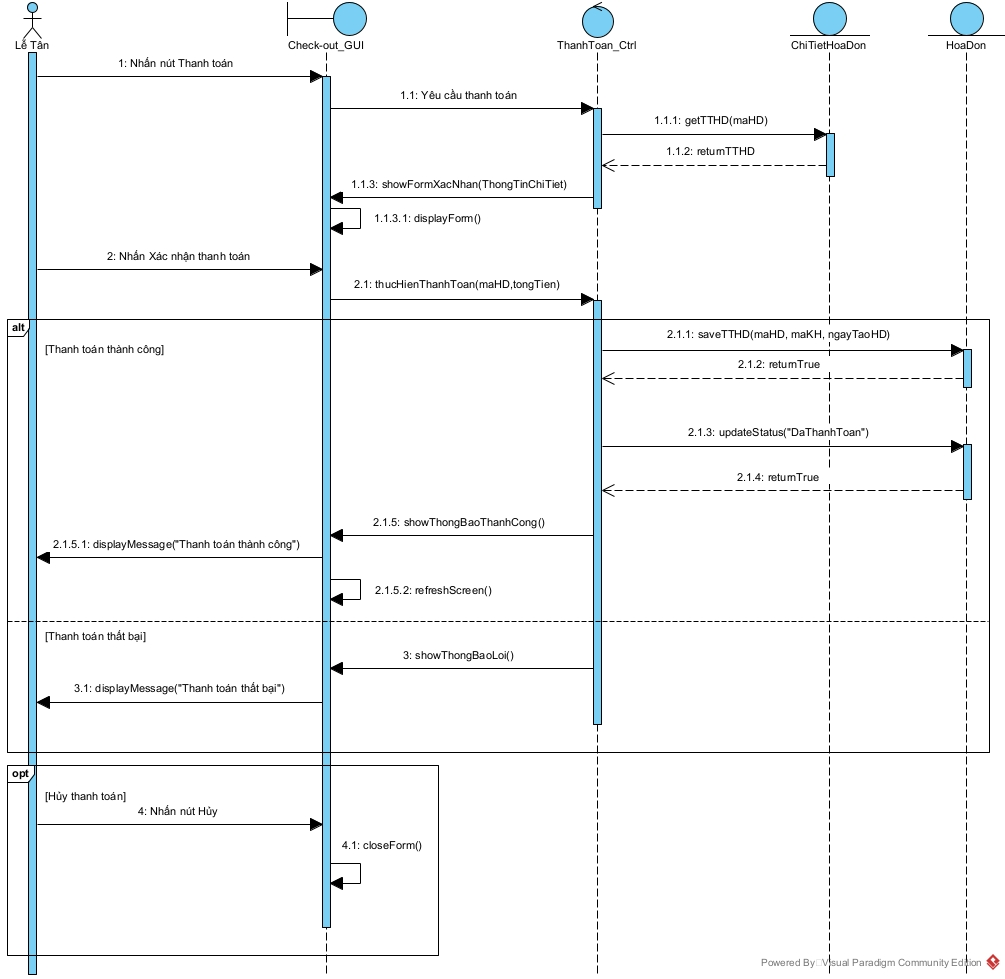 Lễ Tân
Check-out_GUI
ThanhToan_Ctrl
ChiTietHoaDon
HoaDon
1: Nhấn nút Thanh toán
1.1: Yêu cầu thanh toán
1.1.1: getTTHD(maHD)
1.1.2: returnTTHD
1.1.3: showFormXacNhan(ThongTinChiTiet)
1.1.3.1: displayForm()
2: Nhấn Xác nhận thanh toán
2.1: thucHienThanhToan(maHD,tongTien)
alt
[Thanh toán thành công]
2.1.1: saveTTHD(maHD, maKH, ngayTaoHD)
2.1.2: returnTrue
2.1.3: updateStatus("DaThanhToan")
2.1.4: returnTrue
2.1.5: showThongBaoThanhCong()
2.1.5.1: displayMessage("Thanh toán thành công")
2.1.5.2: refreshScreen()
[Thanh toán thất bại]
3: showThongBaoLoi()
3.1: displayMessage("Thanh toán thất bại")
opt
[Hủy thanh toán]
4: Nhấn nút Hủy
4.1: closeForm()
Powered By Visual Paradigm Community Edition